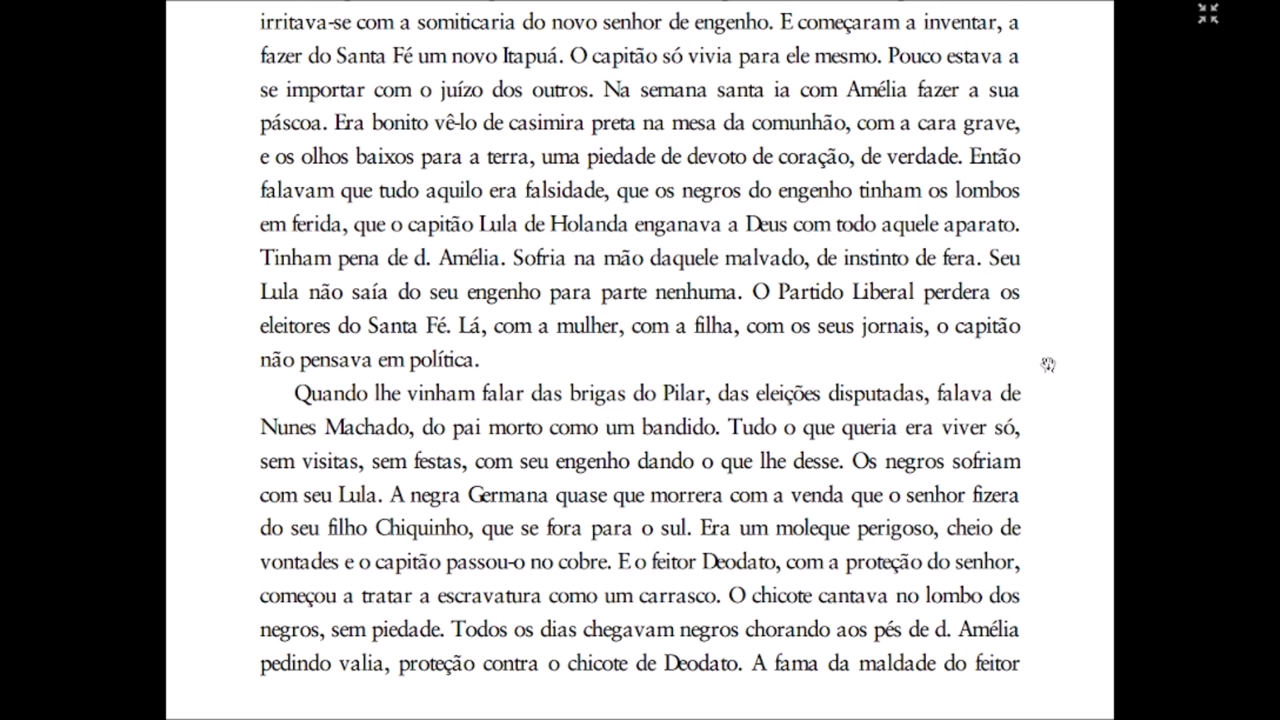 irritava-se com a somiticaria do novo senhor de engenho. E começaram a inventar, a
fazer do Santa Fé um novo Itapuá. O capitão só vivia para ele mesmo. Pouco estava a
se importar com o juízo dos outros. Na semana santa ia com Amélia fazer a sua
páscoa. Era bonito vê-lo de casimira preta na mesa da comunhão, com a cara grave,
e os olhos baixos para a terra, uma piedade de devoto de coração, de verdade. Então
falavam que tudo aquilo era falsidade, que os negros do engenho tinham os lombos
em ferida, que o capitão Lula de Holanda enganava a Deus com todo aquele aparato.
Tinham pena de d. Amélia. Sofria na mão daquele malvado, de instinto de fera. Seu
Lula não saía do seu engenho para parte nenhuma. O Partido Liberal perdera os
eleitores do Santa Fé. Lá, com a mulher, com a filha, com os seus jornais, o capitão
não pensava em política.
Quando lhe vinham falar das brigas do Pilar, das eleições disputadas, falava de
Nunes Machado, do pai morto como um bandido. Tudo o que queria era viver só,
sem visitas, sem festas, com seu engenho dando o que lhe desse. Os negros sofriam
com seu Lula. A negra Germana quase que morrera com a venda que o senhor fizera
do seu filho Chiquinho, que se fora para o sul. Era um moleque perigoso, cheio de
vontades e o capitão passou-o no cobre. E o feitor Deodato, com a proteção do senhor,
começou a tratar a escravatura como um carrasco. O chicote cantava no lombo dos
negros, sem piedade. Todos os dias chegavam negros chorando aos pés de d. Amélia
pedindo valia, proteção contra o chicote de Deodato. A fama da maldade do feitor